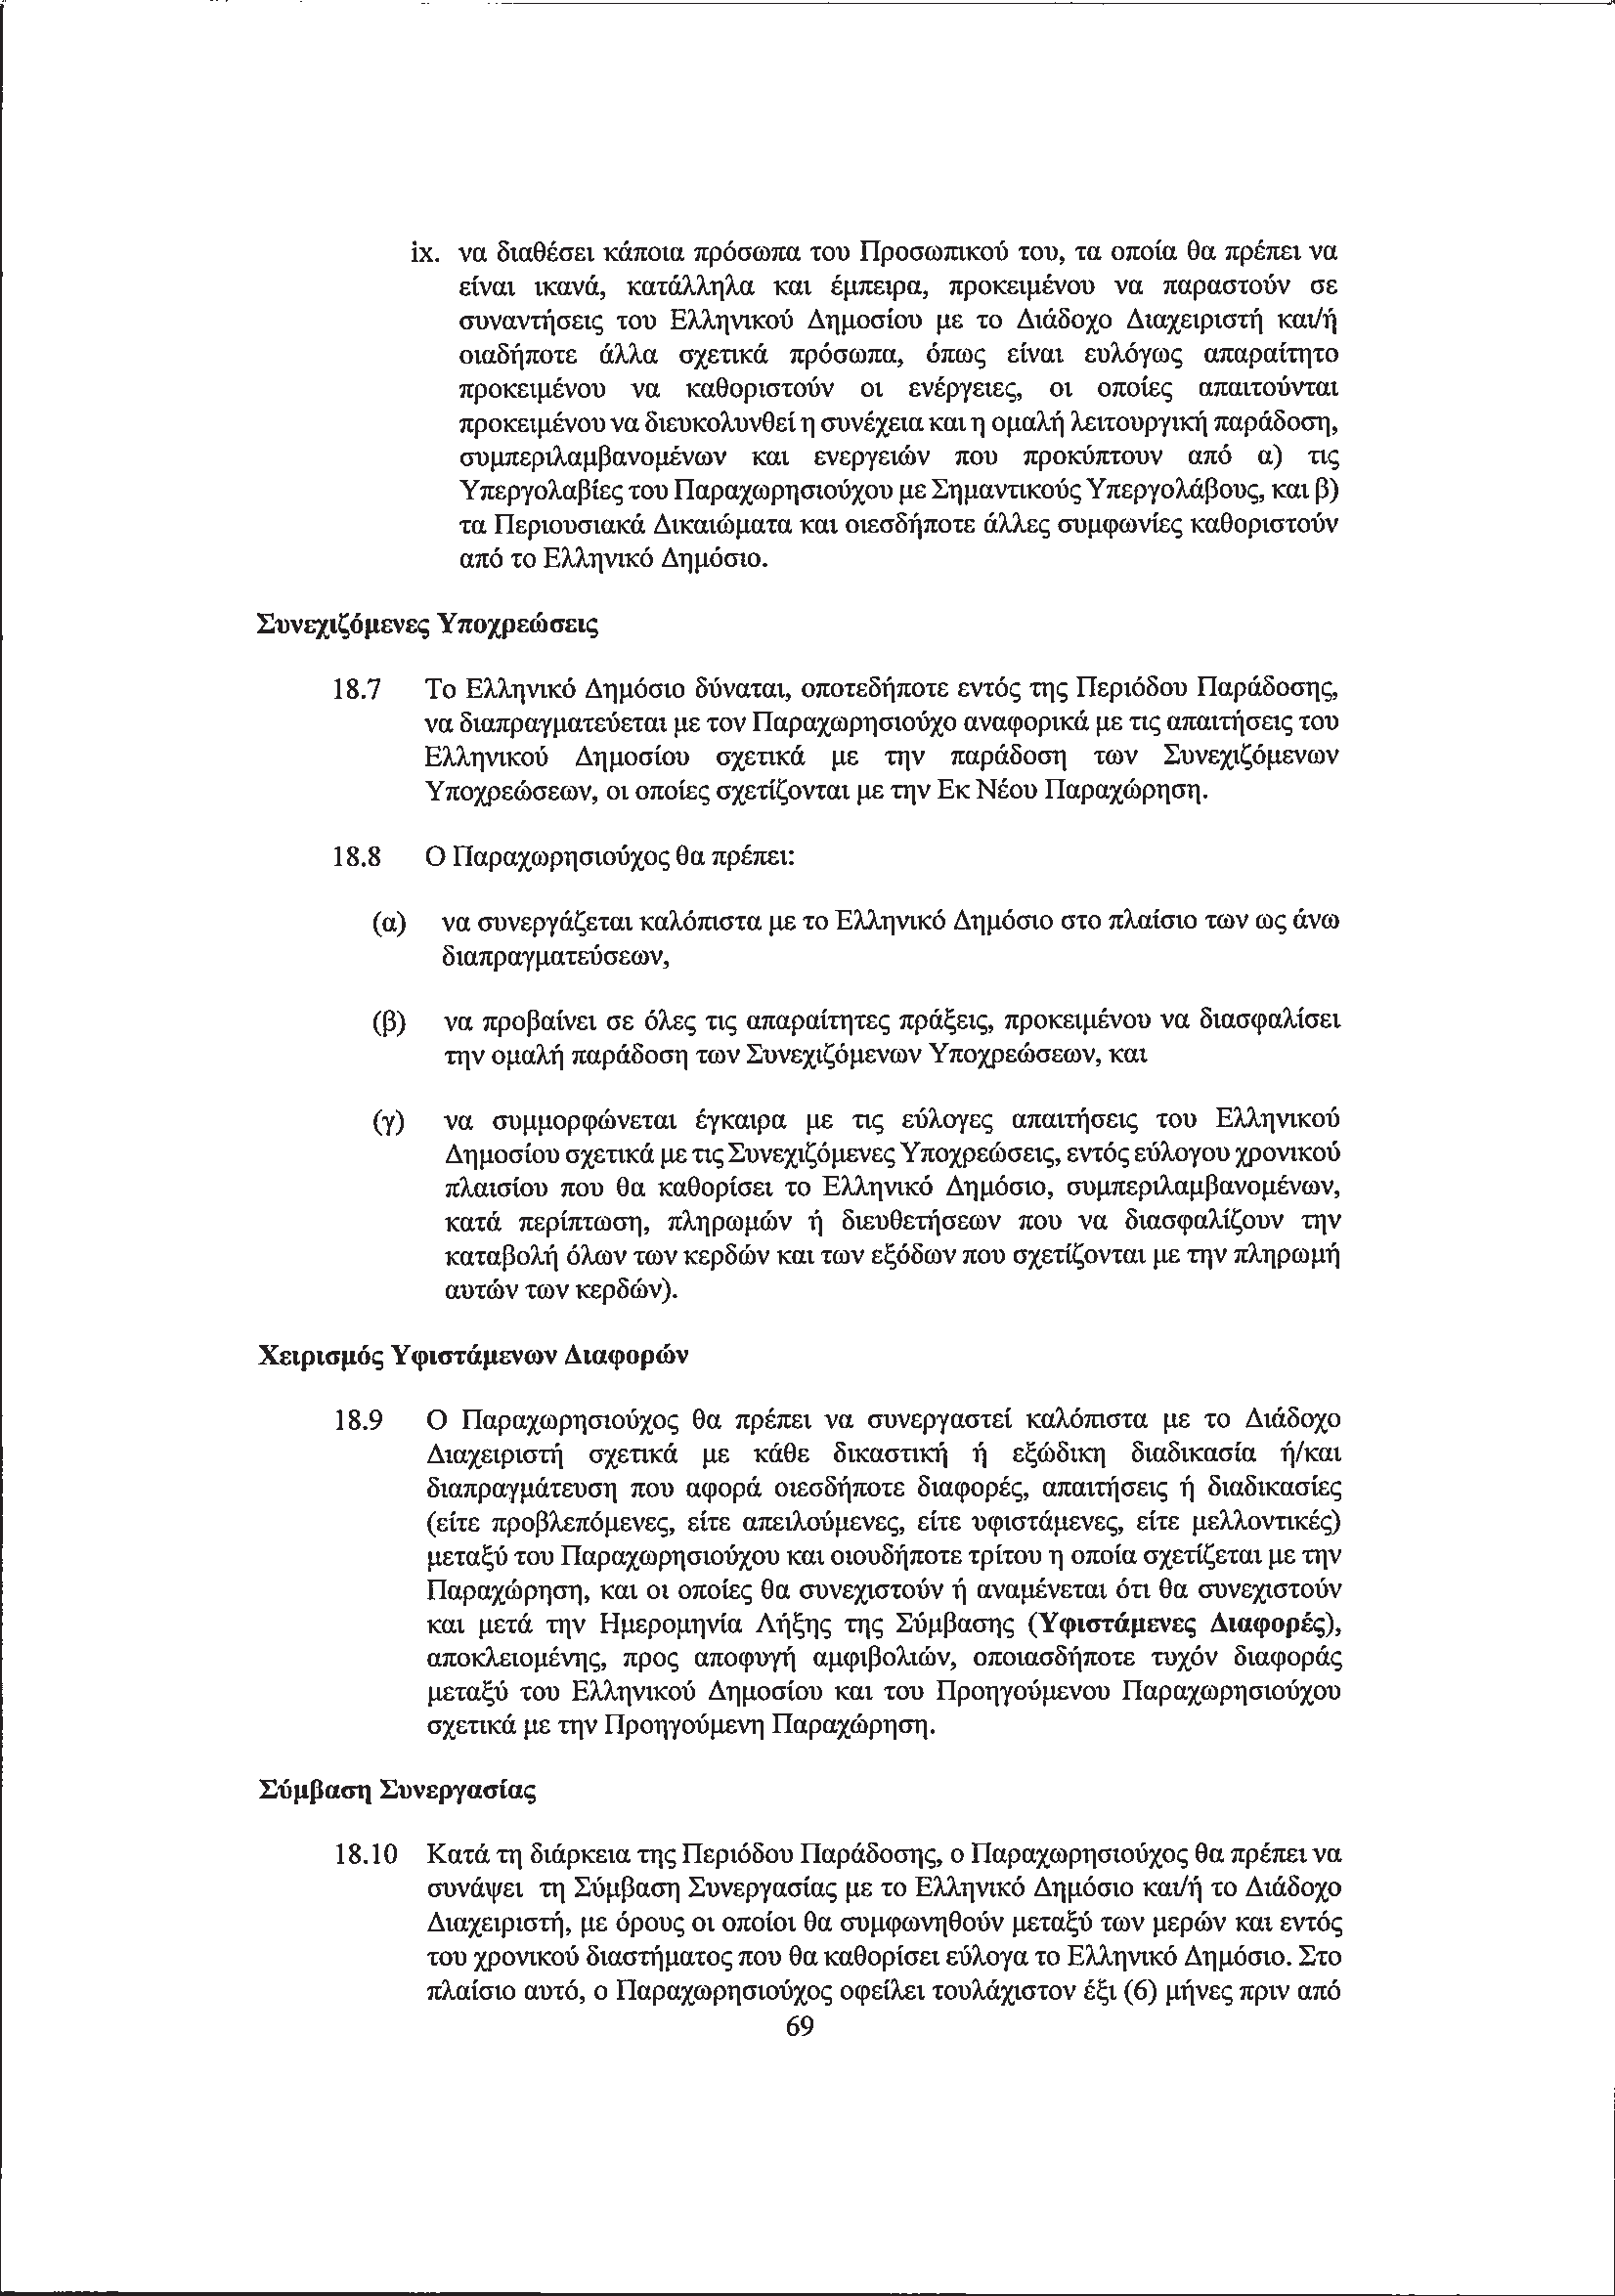 ix. να διαθέσει κάποια πρόσωπα του Προσωπικού του, τα οποία θα πρέπει να
είναι ικανά, κατάλληλα και έμπειρα, προκειμένου να παραστούν σε
συναντήσεις του Ελληνικού Δημοσίου με το Διάδοχο Διαχειριστή και/ή
οιαδήποτε άλλα σχετικά πρόσωπα, όπως είναι ευλόγως απαραίτητο
προκειμένου να καθοριστούν οι ενέργειες, οι οποίες απαιτούνται
προκειμένου να διευκολυνθεί η συνέχεια και η ομαλή λειτουργική παράδοση,
συμπεριλαμβανομένων και ενεργειών που προκύπτουν από α) τις
Υπεργολαβίες του Παραχωρησιούχου με Σημαντικούς Υπεργολάβους, και β)
τα Περιουσιακά Δικαιώματα και οιεσδήποτε άλλες συμφωνίες καθοριστούν
από το Ελληνικό Δημόσιο.
Συνεχιζόμενες Υποχρεώσεις
18.7 Το Ελληνικό Δημόσιο δύναται, οποτεδήποτε εντός της Περιόδου Παράδοσης,
να διαπραγματεύεται με τον Παραχωρησιούχο αναφορικά με τις απαιτήσεις του
Ελληνικού Δημοσίου σχετικά με την παράδοση των Συνεχιζόμενων
Υποχρεώσεων, οι οποίες σχετίζονται με την Εκ Νέου Παραχώρηση.
18.8 Ο Παραχωρησιούχος θα πρέπει:
(α) να συνεργάζεται καλόπιστα με το Ελληνικό Δημόσιο στο πλαίσιο των ως άνω
διαπραγματεύσεων,
(β) να προβαίνει σε όλες τις απαραίτητες πράξεις, προκειμένου να διασφαλίσει
την ομαλή παράδοση των Συνεχιζόμενων Υποχρεώσεων, και
(γ) να συμμορφώνεται έγκαιρα με τις εύλογες απαιτήσεις του Ελληνικού
Δημοσίου σχετικά με τις Συνεχιζόμενες Υποχρεώσεις, εντός εύλογου χρονικού
πλαισίου που θα καθορίσει το Ελληνικό Δημόσιο, συμπεριλαμβανομένων,
κατά περίπτωση, πληρωμών ή διευθετήσεων που να διασφαλίζουν την
καταβολή όλων των κερδών και των εξόδων που σχετίζονται με την πληρωμή
αυτών των κερδών).
Χειρισμός Υφιστάμενων Διαφορών
18.9 Ο Παραχωρησιούχος θα πρέπει να συνεργαστεί καλόπιστα με το Διάδοχο
Διαχειριστή σχετικά με κάθε δικαστική ή εξώδικη διαδικασία ή/και
διαπραγμάτευση που αφορά οιεσδήποτε διαφορές, απαιτήσεις ή διαδικασίες
(είτε προβλεπόμενες, είτε απειλούμενες, είτε υφιστάμενες, είτε μελλοντικές)
μεταξύ του Παραχωρησιούχου και οιουδήποτε τρίτου η οποία σχετίζεται με την
Παραχώρηση, και οι οποίες θα συνεχιστούν ή αναμένεται ότι θα συνεχιστούν
και μετά την Ημερομηνία Λήξης της Σύμβασης (Υφιστάμενες Διαφορές),
αποκλειομένης, προς αποφυγή αμφιβολιών, οποιασδήποτε τυχόν διαφοράς
μεταξύ του Ελληνικού Δημοσίου και του Προηγούμενου Παραχωρησιούχου
σχετικά με την Προηγούμενη Παραχώρηση.
Σύμβαση Συνεργασίας
18.10 Κατά τη διάρκεια της Περιόδου Παράδοσης, ο Παραχωρησιούχος θα πρέπει να
συνάψει τη Σύμβαση Συνεργασίας με το Ελληνικό Δημόσιο και/ή το Διάδοχο
Διαχειριστή, με όρους οι οποίοι θα συμφωνηθούν μεταξύ των μερών και εντός
του χρονικού διαστήματος που θα καθορίσει εύλογα το Ελληνικό Δημόσιο. Στο
πλαίσιο αυτό, ο Παραχωρησιούχος οφείλει τουλάχιστον έξι (6) μήνες πριν από
69